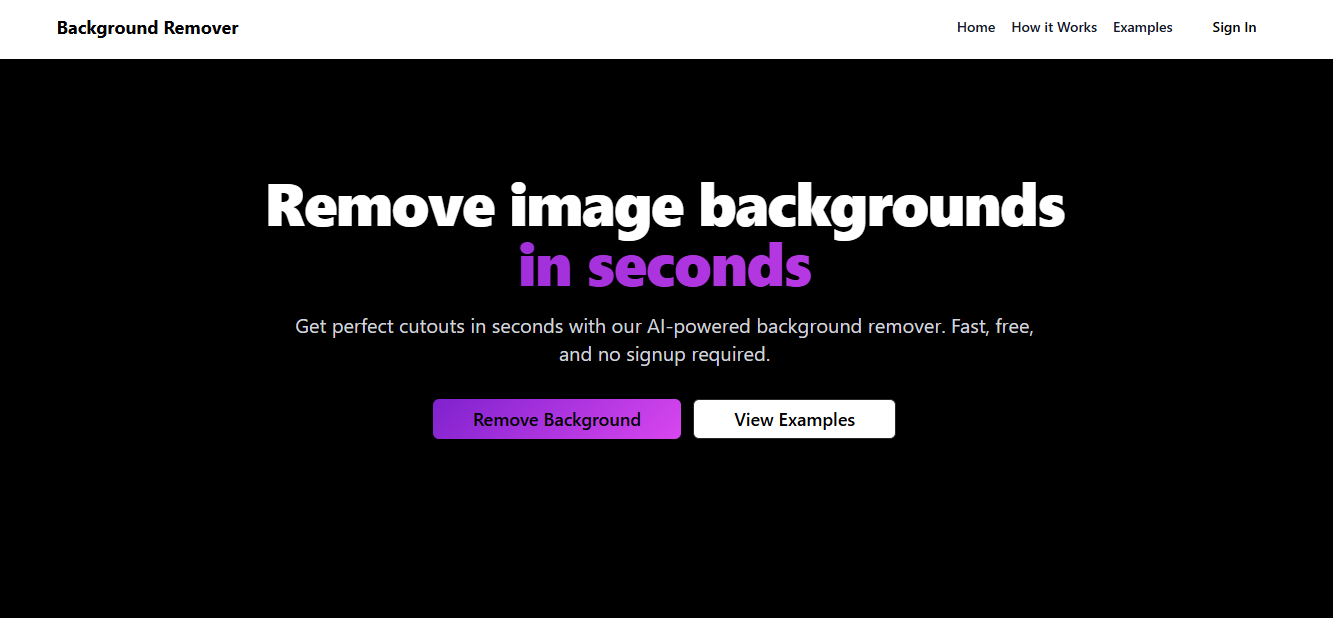 Background Remover
Home How it Works Examples Sign In
Remove image backgrounds
in seconds
Get perfect cutouts in seconds with our AI-powered background remover. Fast, free,
and no signup required.
Remove Background View Examples